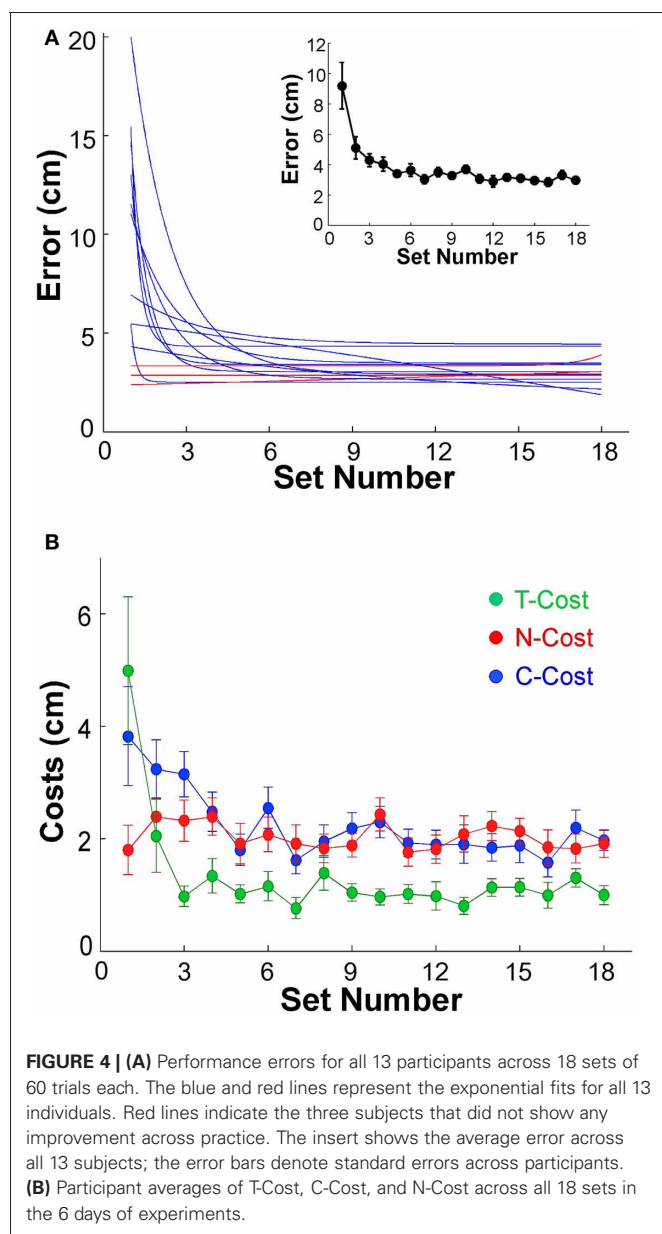 A
20
15
10
5
0
Error (cm)
0 3 6 9 12 15 18
Set Number
12
10
8
6
4
2
0
Error (cm)
0 3 6 9 12 15 18
Set Number
B
6
4
2
0
Costs (cm)
T-Cost
N-Cost
C-Cost
0 3 6 9 12 15 18
Set Number
FIGURE 4 | (A) Performance errors for all 13 participants across 18 sets of
60 trials each. The blue and red lines represent the exponential fits for all 13
individuals. Red lines indicate the three subjects that did not show any
improvement across practice. The insert shows the average error across
all 13 subjects; the error bars denote standard errors across participants.
(B) Participant averages of T-Cost, C-Cost, and N-Cost across all 18 sets in
the 6 days of experiments.